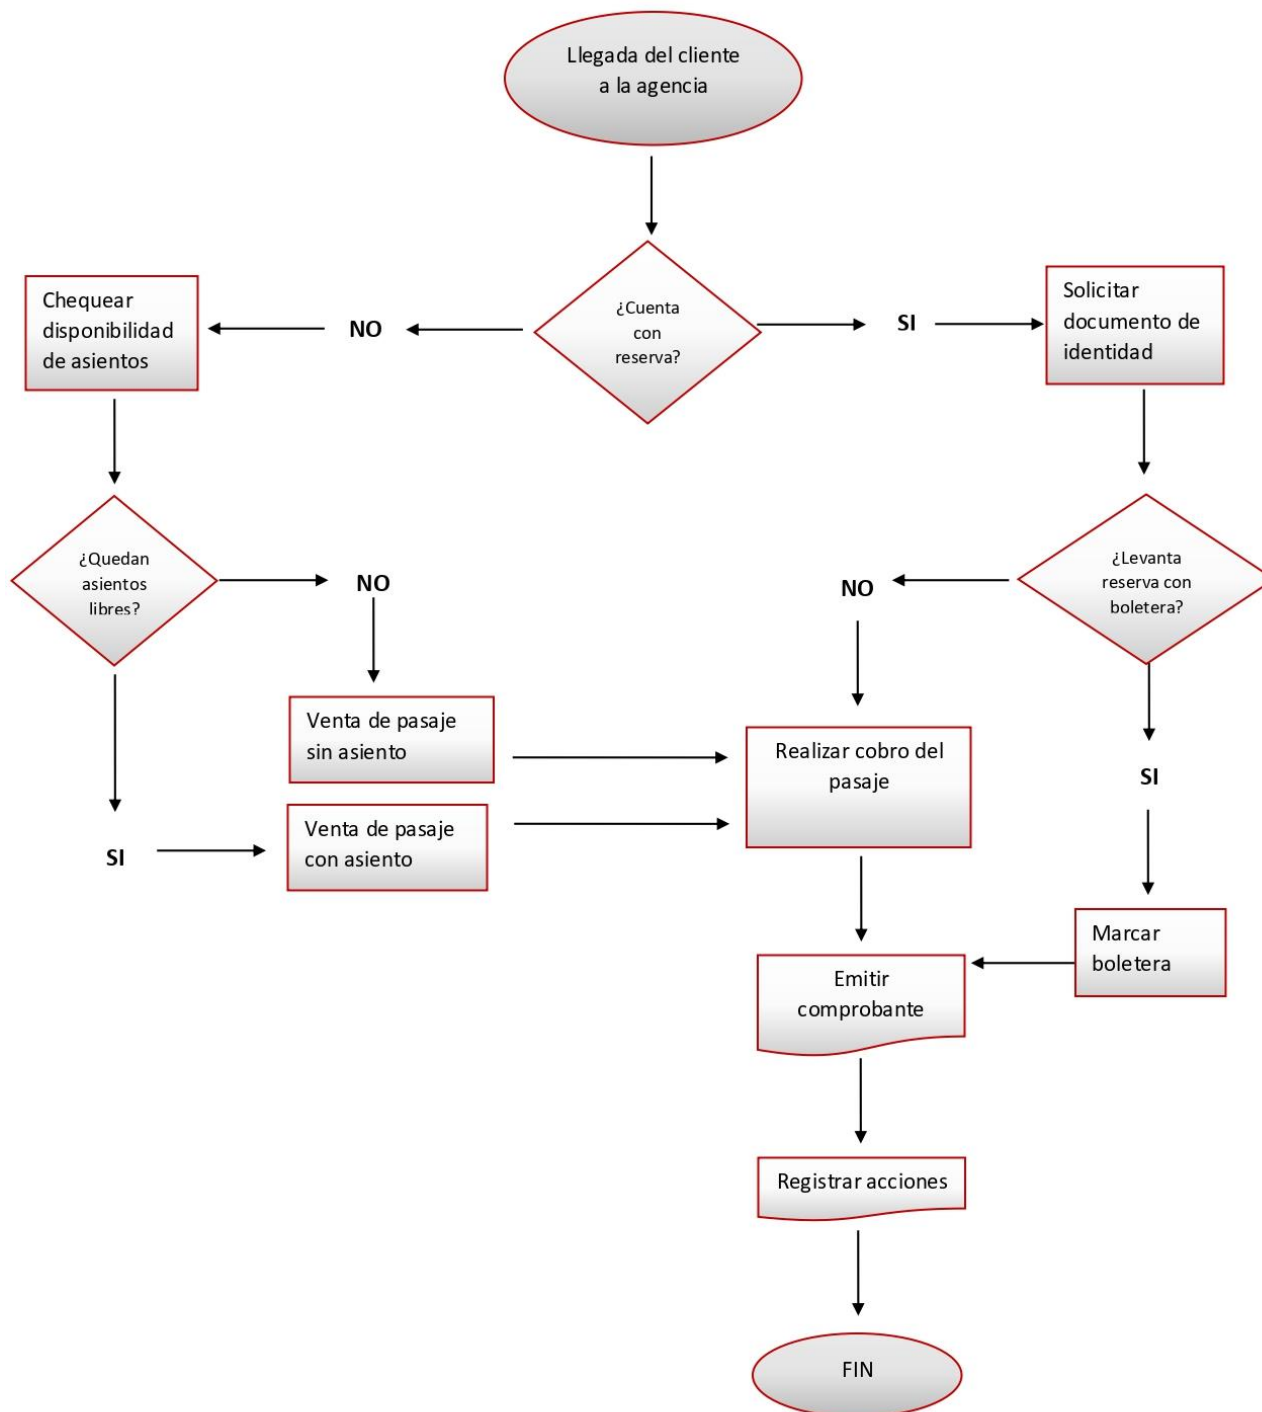 Llegada del cliente
a la agencia
¿Cuenta
con
reserva?
NO
SI
Chequear
disponibilidad
de asientos
Solicitar
documento de
identidad
¿Quedan
asientos
libres?
NO
SI
¿Levanta
reserva con
boletera?
NO
SI
Venta de pasaje
sin asiento
Venta de pasaje
con asiento
Realizar cobro del
pasaje
Marcar
boletera
Emitir
comprobante
Registrar acciones
FIN